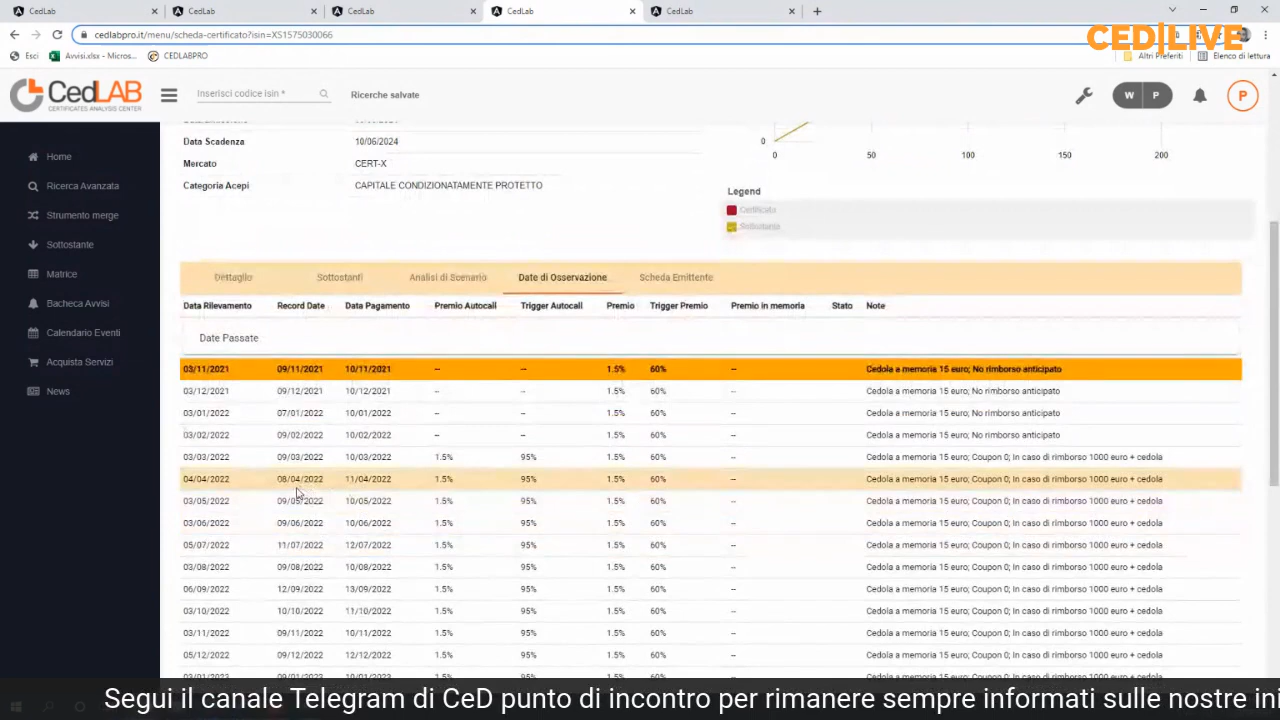 CedLAB CedLAB CedLAB CedLAB CedLAB
cedlabpro.it/menu/scheda-certificato?isin=XS1575030066
CED|LIVE
Esci Avvisi.xlsx - Micros... CEDLABPRO Altri Preferiti Elenco di lettura
CedLAB
CERTIFICATES ANALYSIS CENTER
Inserisci codice isin * Ricerche salvate W P P
Home
Ricerca Avanzata
Strumento merge
Sottostante
Matrice
Bacheca Avvisi
Calendario Eventi
Acquista Servizi
News
Data Scadenza 10/06/2024
Mercato CERT-X
Categoria Acepi CAPITALE CONDIZIONATAMENTE PROTETTO
0
0 50 100 150 200
Legend
Certificato
Sottostante
Dettaglio Sottostanti Analisi di Scenario Date di Osservazione Scheda Emittente
Data Rilevamento Record Date Data Pagamento Premio Autocall Trigger Autocall Premio Trigger Premio Premio in memoria Stato Note
Date Passate
03/11/2021 09/11/2021 10/11/2021 -- -- 1.5% 60% -- Cedola a memoria 15 euro; No rimborso anticipato
03/12/2021 09/12/2021 10/12/2021 -- -- 1.5% 60% -- Cedola a memoria 15 euro; No rimborso anticipato
03/01/2022 07/01/2022 10/01/2022 -- -- 1.5% 60% -- Cedola a memoria 15 euro; No rimborso anticipato
03/02/2022 09/02/2022 10/02/2022 -- -- 1.5% 60% -- Cedola a memoria 15 euro; No rimborso anticipato
03/03/2022 09/03/2022 10/03/2022 1.5% 95% 1.5% 60% -- Cedola a memoria 15 euro; Coupon 0; In caso di rimborso 1000 euro + cedola
04/04/2022 08/04/2022 11/04/2022 1.5% 95% 1.5% 60% -- Cedola a memoria 15 euro; Coupon 0; In caso di rimborso 1000 euro + cedola
03/05/2022 09/05/2022 10/05/2022 1.5% 95% 1.5% 60% -- Cedola a memoria 15 euro; Coupon 0; In caso di rimborso 1000 euro + cedola
03/06/2022 09/06/2022 10/06/2022 1.5% 95% 1.5% 60% -- Cedola a memoria 15 euro; Coupon 0; In caso di rimborso 1000 euro + cedola
05/07/2022 11/07/2022 12/07/2022 1.5% 95% 1.5% 60% -- Cedola a memoria 15 euro; Coupon 0; In caso di rimborso 1000 euro + cedola
03/08/2022 09/08/2022 10/08/2022 1.5% 95% 1.5% 60% -- Cedola a memoria 15 euro; Coupon 0; In caso di rimborso 1000 euro + cedola
06/09/2022 12/09/2022 13/09/2022 1.5% 95% 1.5% 60% -- Cedola a memoria 15 euro; Coupon 0; In caso di rimborso 1000 euro + cedola
03/10/2022 10/10/2022 11/10/2022 1.5% 95% 1.5% 60% -- Cedola a memoria 15 euro; Coupon 0; In caso di rimborso 1000 euro + cedola
03/11/2022 09/11/2022 10/11/2022 1.5% 95% 1.5% 60% -- Cedola a memoria 15 euro; Coupon 0; In caso di rimborso 1000 euro + cedola
05/12/2022 09/12/2022 12/12/2022 1.5% 95% 1.5% 60% -- Cedola a memoria 15 euro; Coupon 0; In caso di rimborso 1000 euro + cedola
Segui il canale Telegram di CeD punto di incontro per rimanere sempre informati sulle nostre ini